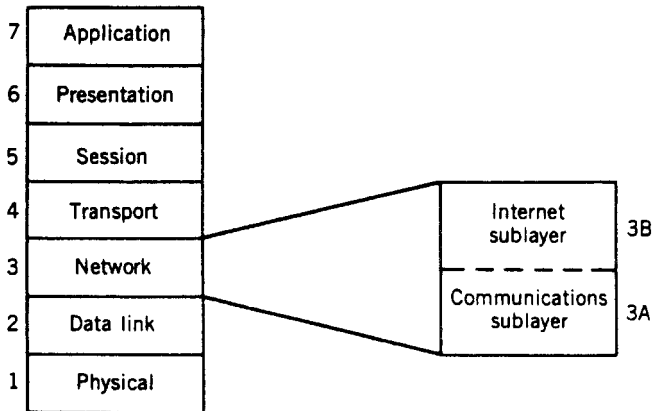 7 Application
6 Presentation
5 Session
4 Transport
3 Network
2 Data link
1 Physical
Internet
sublayer
3B
Communications
sublayer
3A